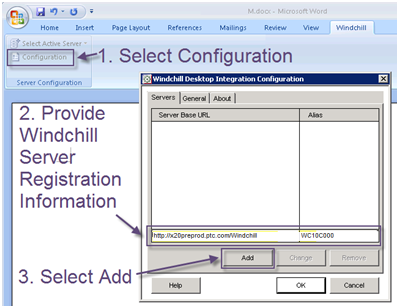 M.docx - Microsoft Word
Home Insert Page Layout References Mailings Review View Windchill
Select Active Server
Configuration
Server Configuration
1. Select Configuration
Windchill Desktop Integration Configuration
Servers General About
Server Base URL Alias
2. Provide
Windchill
Server
Registration
Information
http://x20preprod.ptc.com/Windchill WC10C000
Add Change Remove
3. Select Add
Help OK Cancel